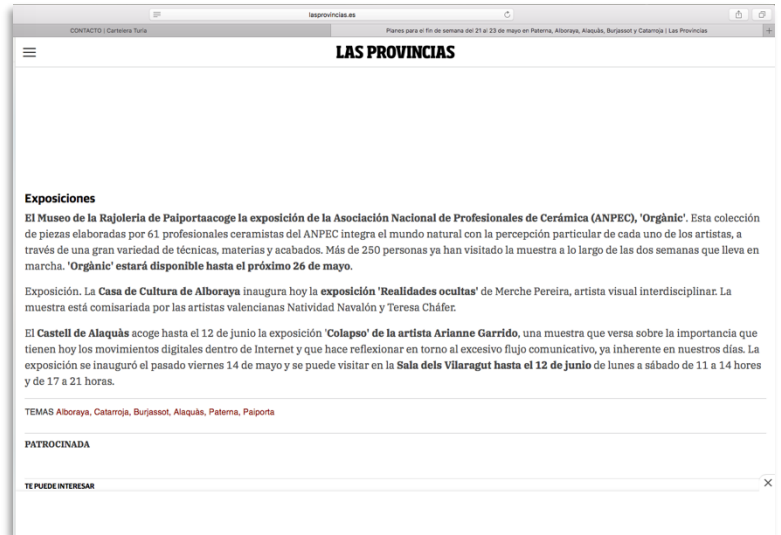 lasprovincias.es
CONTACTO | Cartelera Turia
Planes para el fin de semana del 21 al 23 de mayo en Paterna, Alboraya, Alaquàs, Burjassot y Catarroja | Las Provincias
LAS PROVINCIAS
Exposiciones
El Museo de la Rajoleria de Paiportaacoge la exposición de la Asociación Nacional de Profesionales de Cerámica (ANPEC), 'Orgànic'. Esta colección
de piezas elaboradas por 61 profesionales ceramistas del ANPEC integra el mundo natural con la percepción particular de cada uno de los artistas, a
través de una gran variedad de técnicas, materias y acabados. Más de 250 personas ya han visitado la muestra a lo largo de las dos semanas que lleva en
marcha. 'Orgànic' estará disponible hasta el próximo 26 de mayo.
Exposición. La Casa de Cultura de Alboraya inaugura hoy la exposición 'Realidades ocultas' de Merche Pereira, artista visual interdisciplinar. La
muestra está comisariada por las artistas valencianas Natividad Navalón y Teresa Cháfer.
El Castell de Alaquàs acoge hasta el 12 de junio la exposición 'Colapso' de la artista Arianne Garrido, una muestra que versa sobre la importancia que
tienen hoy los movimientos digitales dentro de Internet y que hace reflexionar en torno al excesivo flujo comunicativo, ya inherente en nuestros días. La
exposición se inauguró el pasado viernes 14 de mayo y se puede visitar en la Sala dels Vilaragut hasta el 12 de junio de lunes a sábado de 11 a 14 hores
y de 17 a 21 horas.
TEMAS Alboraya, Catarroja, Burjassot, Alaquàs, Paterna, Paiporta
PATROCINADA
TE PUEDE INTERESAR